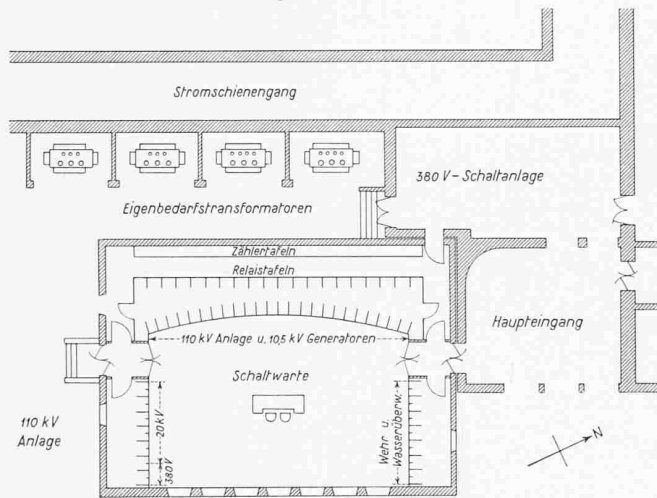 Stromschienengang
380 V-Schaltanlage
Eigenbedarfstransformatoren
Zählertafeln
Relaistafeln
Haupteingang
110 kV Anlage u. 10,5 kV Generatoren
Schaltwarte
110 kV
Anlage
20 kV
380 V
Wehr u.
Wasserüberw.
N